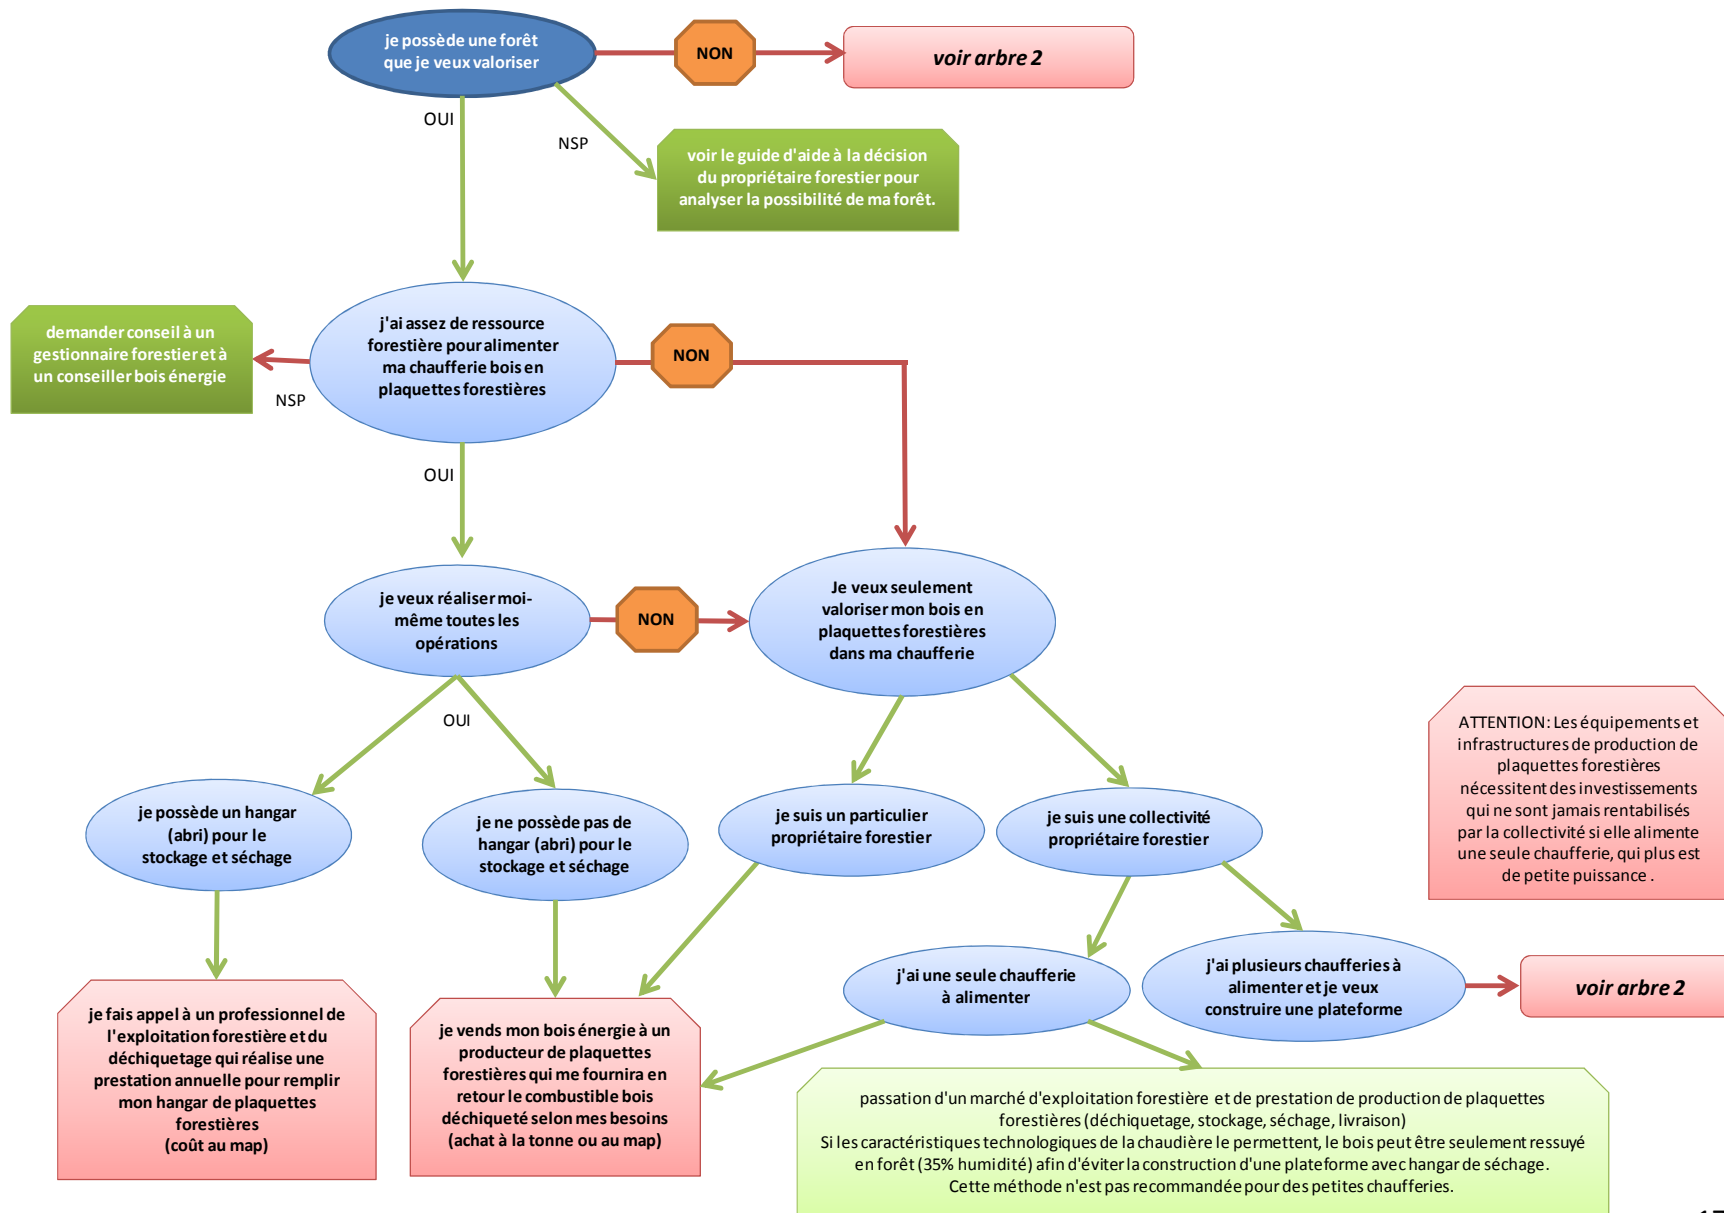 je possède une forêt
que je veux valoriser
NON
voir arbre 2
OUI
NSP
voir le guide d'aide à la décision
du propriétaire forestier pour
analyser la possibilité de ma forêt.
demander conseil à un
gestionnaire forestier et à
un conseiller bois énergie
NSP
j'ai assez de ressource
forestière pour alimenter
ma chaufferie bois en
plaquettes forestières
NON
OUI
je veux réaliser moi-
même toutes les
opérations
NON
Je veux seulement
valoriser mon bois en
plaquettes forestières
dans ma chaufferie
OUI
ATTENTION: Les équipements et
infrastructures de production de
plaquettes forestières
nécessitent des investissements
qui ne sont jamais rentabilisés
par la collectivité si elle alimente
une seule chaufferie, qui plus est
de petite puissance .
je possède un hangar
(abri) pour le
stockage et séchage
je ne possède pas de
hangar (abri) pour le
stockage et séchage
je suis un particulier
propriétaire forestier
je suis une collectivité
propriétaire forestier
j'ai une seule chaufferie
à alimenter
j'ai plusieurs chaufferies à
alimenter et je veux
construire une plateforme
voir arbre 2
je fais appel à un professionnel de
l'exploitation forestière et du
déchiquetage qui réalise une
prestation annuelle pour remplir
mon hangar de plaquettes
forestières
(coût au map)
je vends mon bois énergie à un
producteur de plaquettes
forestières qui me fournira en
retour le combustible bois
déchiqueté selon mes besoins
(achat à la tonne ou au map)
passation d'un marché d'exploitation forestière et de prestation de production de plaquettes
forestières (déchiquetage, stockage, séchage, livraison)
Si les caractéristiques technologiques de la chaudière le permettent, le bois peut être seulement ressuyé
en forêt (35% humidité) afin d'éviter la construction d'une plateforme avec hangar de séchage.
Cette méthode n'est pas recommandée pour des petites chaufferies.